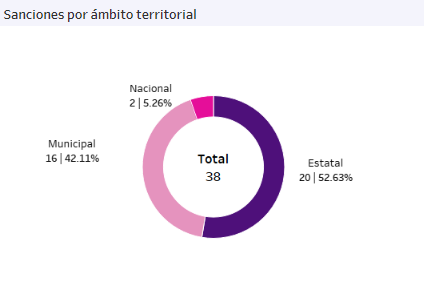 Sanciones por ámbito territorial
Nacional
2 | 5.26%
Municipal
16 | 42.11%
Total
38
Estatal
20 | 52.63%